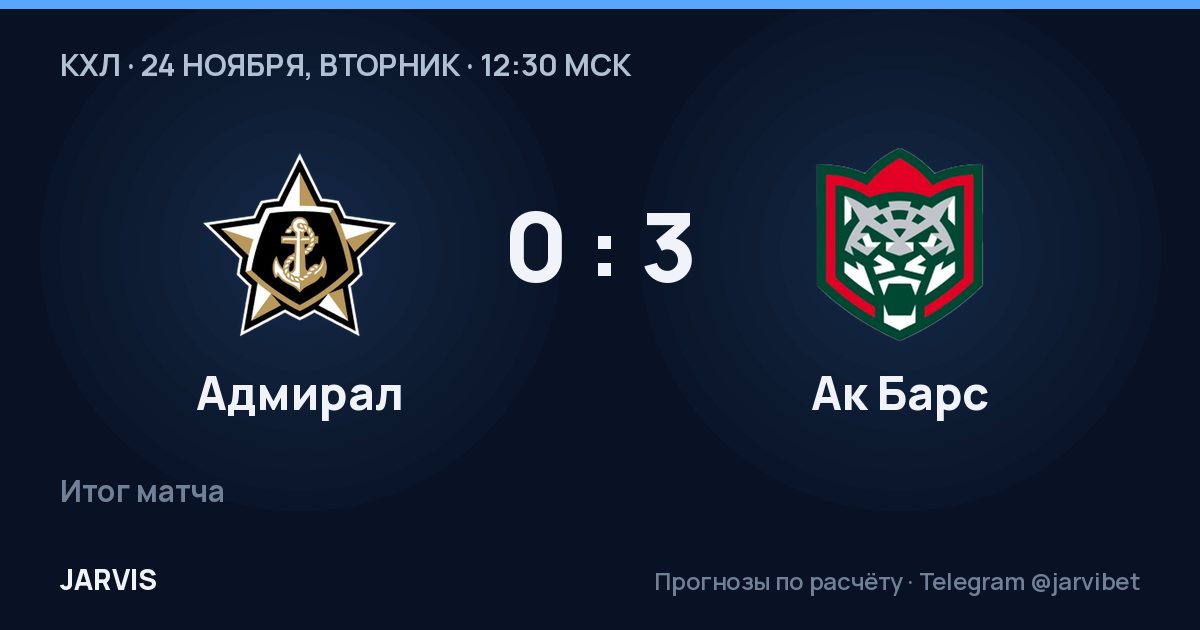 КХЛ · 24 НОЯБРЯ, ВТОРНИК · 12:30 МСК
0 : 3
Адмирал
Ак Барс
Итог матча
JARVIS
Прогнозы по расчёту · Telegram @jarvibet